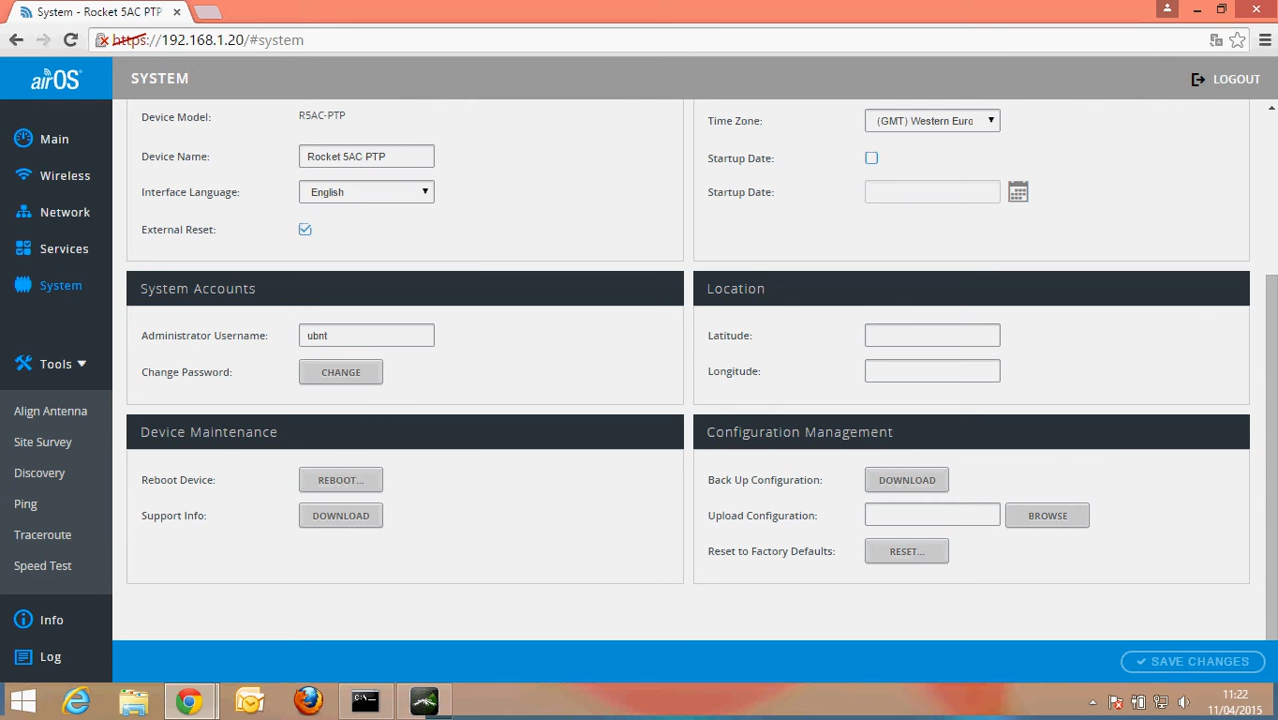 System - Rocket 5AC PTP
https://192.168.1.20/#system
airOS
SYSTEM
LOGOUT
Main
Wireless
Network
Services
System
Tools
Align Antenna
Site Survey
Discovery
Ping
Traceroute
Speed Test
Info
Log
Device Model: R5AC-PTP
Device Name: Rocket 5AC PTP
Interface Language: English
External Reset:
Time Zone: (GMT) Western Euro
Startup Date:
Startup Date:
System Accounts
Administrator Username: ubnt
Change Password: CHANGE
Location
Latitude:
Longitude:
Device Maintenance
Reboot Device: REBOOT...
Support Info: DOWNLOAD
Configuration Management
Back Up Configuration: DOWNLOAD
Upload Configuration: BROWSE
Reset to Factory Defaults: RESET...
SAVE CHANGES
11:22
11/04/2015